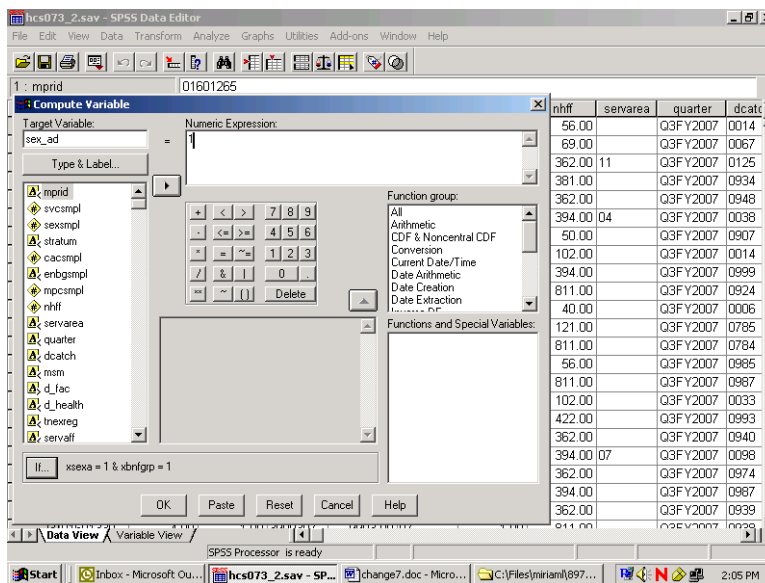 hcs073_2.sav - SPSS Data Editor
File Edit View Data Transform Analyze Graphs Utilities Add-ons Window Help
1 : mprid 01601265
Compute Variable
Target Variable:
sex_ad
Type & Label...
=
Numeric Expression:
1
mprid
svcsmpl
sexsmpl
stratum
cacsmpl
enbgsmpl
mpcsmpl
nhff
servarea
quarter
dcatch
msm
d_fac
d_health
tnexreg
servaff
+ < > 7 8 9
- <= >= 4 5 6
* = ~= 1 2 3
/ & | 0 .
** ~ () Delete
Function group:
All
Arithmetic
CDF & Noncentral CDF
Conversion
Current Date/Time
Date Arithmetic
Date Creation
Date Extraction
Functions and Special Variables:
If... xsexa = 1 & xbnfgrp = 1
OK Paste Reset Cancel Help
nhff servarea quarter dcatc
56.00 Q3FY2007 0014
69.00 Q3FY2007 0067
362.00 11 Q3FY2007 0125
381.00 Q3FY2007 0934
362.00 Q3FY2007 0948
394.00 04 Q3FY2007 0038
50.00 Q3FY2007 0907
102.00 Q3FY2007 0014
394.00 Q3FY2007 0999
811.00 Q3FY2007 0924
40.00 Q3FY2007 0006
121.00 Q3FY2007 0785
811.00 Q3FY2007 0784
56.00 Q3FY2007 0985
811.00 Q3FY2007 0987
102.00 Q3FY2007 0033
422.00 Q3FY2007 0993
362.00 Q3FY2007 0940
394.00 07 Q3FY2007 0098
362.00 Q3FY2007 0974
394.00 Q3FY2007 0987
362.00 Q3FY2007 0939
Data View Variable View
SPSS Processor is ready
Start Inbox - Microsoft Ou... hcs073_2.sav - SP... change7.doc - Micro... C:\Files\miriaml\897... 2:05 PM